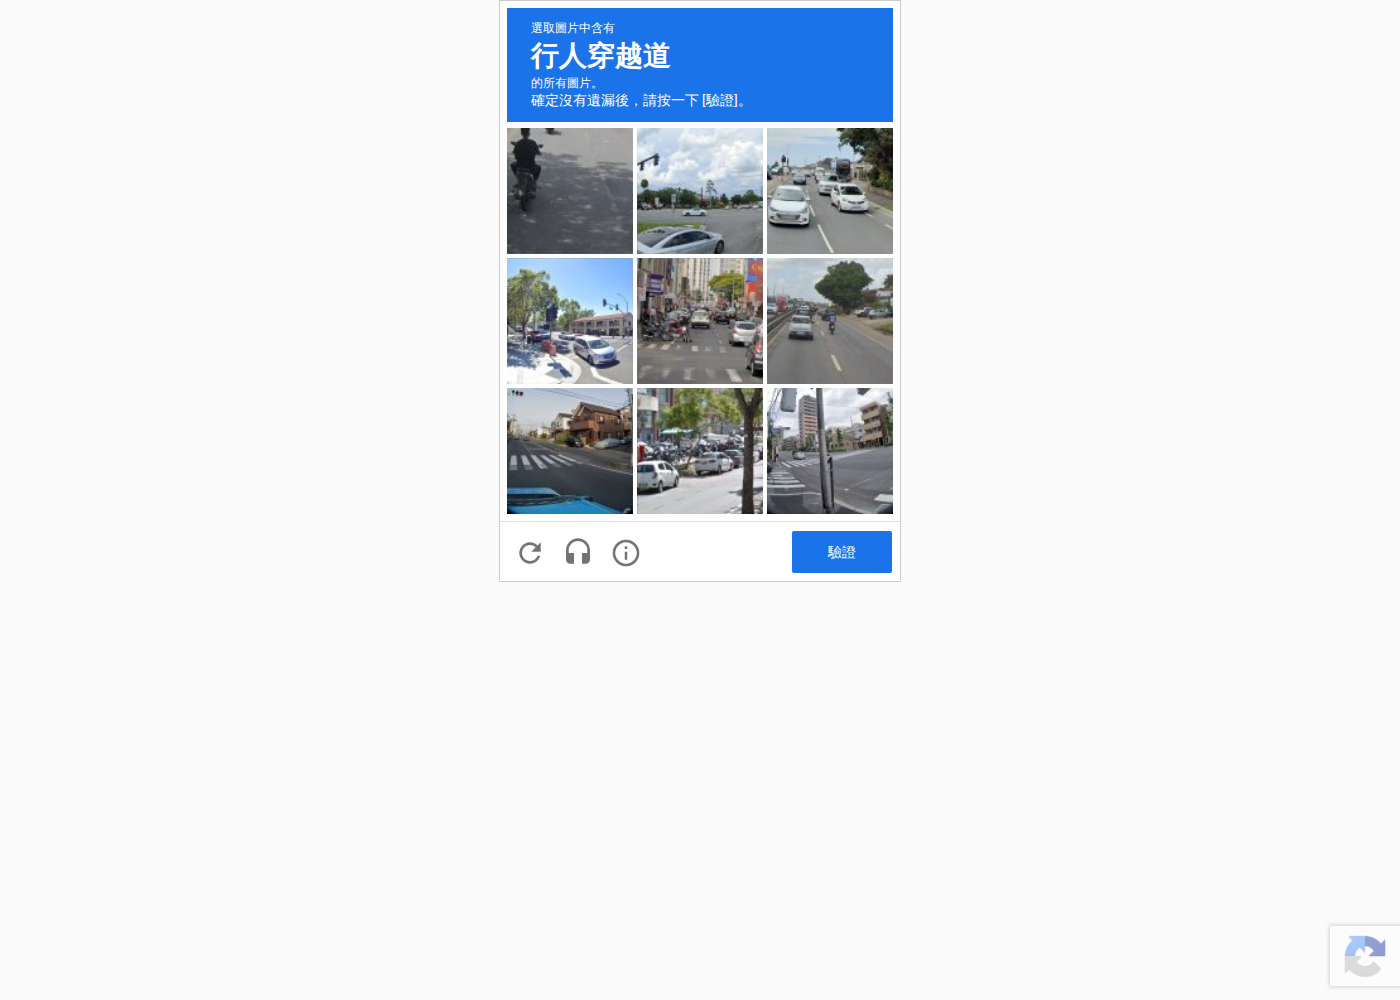 選取圖片中含有
行人穿越道
的所有圖片。
確定沒有遺漏後，請按一下 [驗證]。
驗證